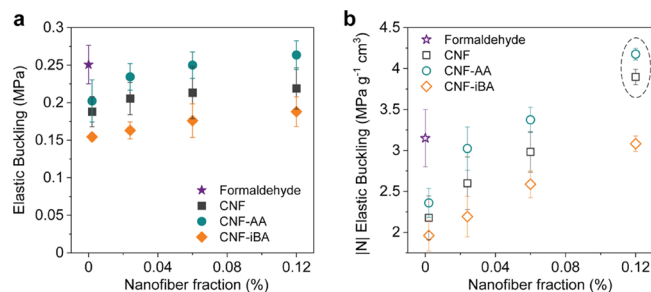 a
Elastic Buckling (MPa)
0.3
0.25
0.2
0.15
0.1
0.05
0
0
0.04
0.08
0.12
Nanofiber fraction (%)
Formaldehyde
CNF
CNF-AA
CNF-iBA
b
|N| Elastic Buckling (MPa g-1 cm3)
4.5
4
3.5
3
2.5
2
0
0.04
0.08
0.12
Nanofiber fraction (%)
Formaldehyde
CNF
CNF-AA
CNF-iBA